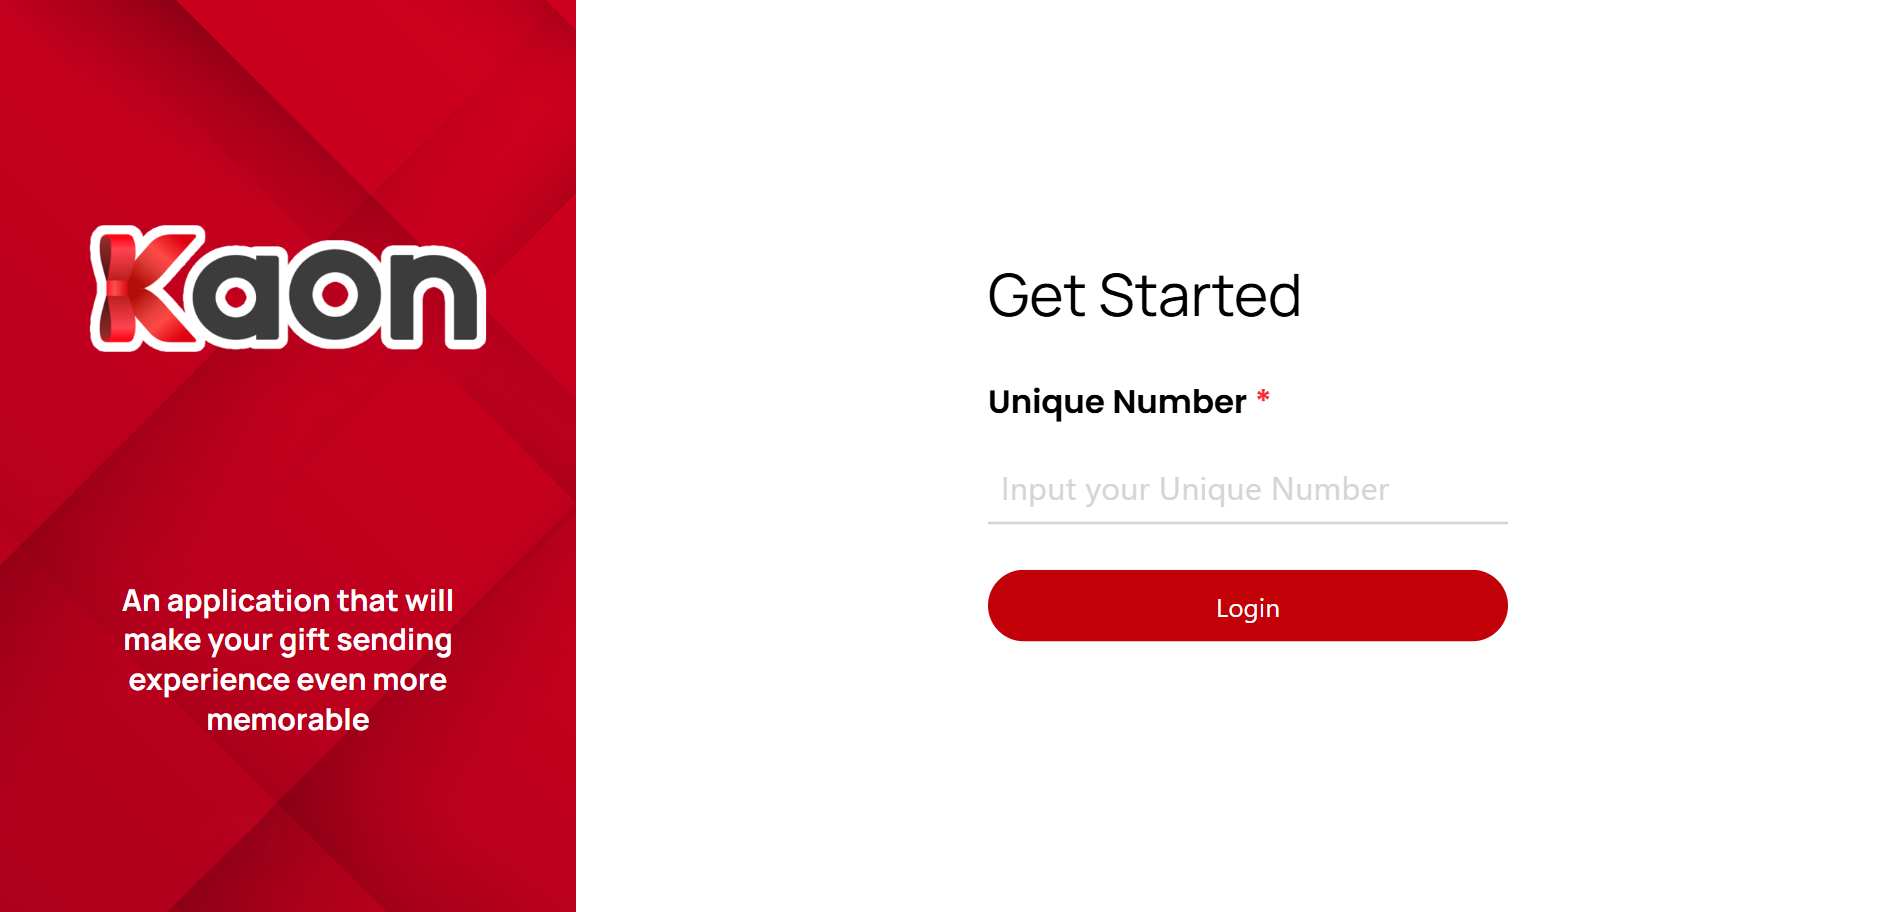 Kaon
An application that will
make your gift sending
experience even more
memorable
Get Started
Unique Number *
Input your Unique Number
Login